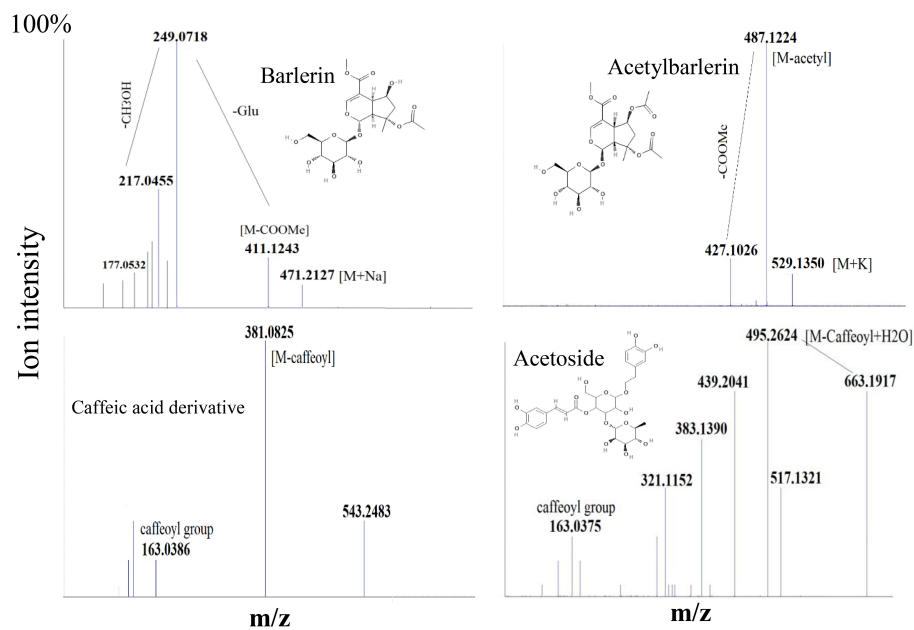 100%
Ion intensity
249.0718
Barlerin
-CH3OH
-Glu
217.0455
177.0532
[M-COOMe]
411.1243
471.2127 [M+Na]
487.1224
[M-acetyl]
Acetylbarlerin
-COOMe
427.1026
529.1350 [M+K]
381.0825
[M-caffeoyl]
Caffeic acid derivative
543.2483
caffeoyl group
163.0386
m/z
495.2624 [M-Caffeoyl+H2O]
Acetoside
439.2041
663.1917
383.1390
321.1152
517.1321
caffeoyl group
163.0375
m/z